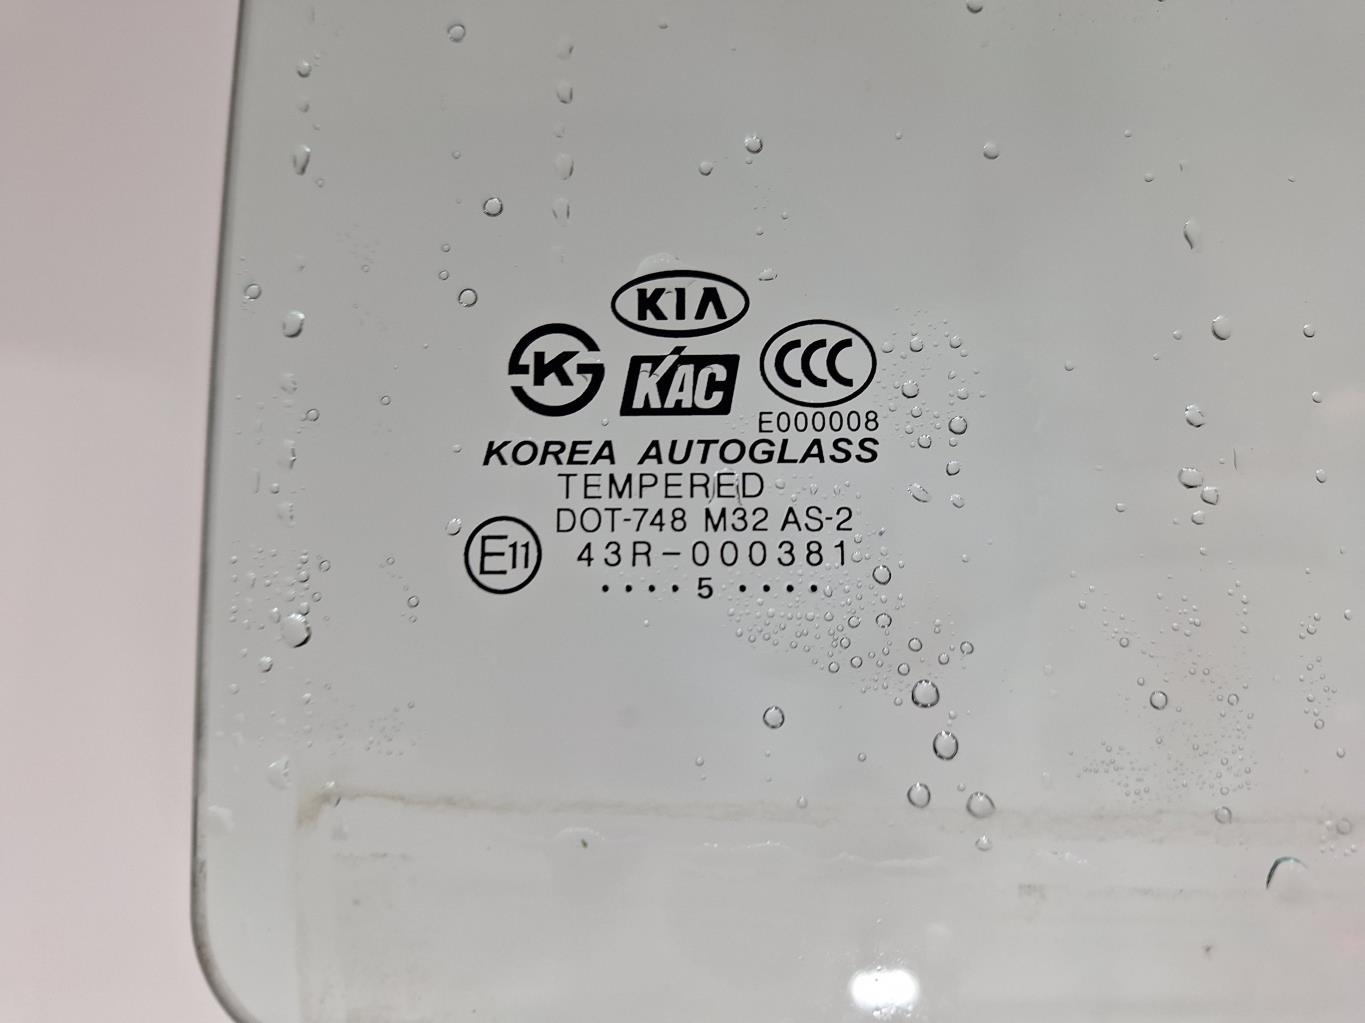 KIA
K KAC CCC
E000008
KOREA AUTOGLASS
TEMPERED
DOT-748 M32 AS-2
E11 43R-000381
••••5••••